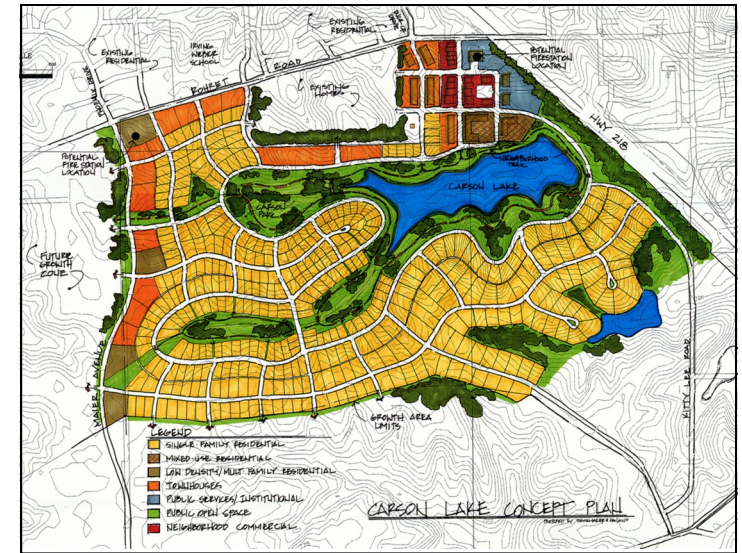 EXISTING
RESIDENTIAL
EXISTING
RESIDENTIAL
IRVING
WEBER
SCHOOL
ROHRET ROAD
EXISTING
HOMES
775
POTENTIAL
FIRESTATION
LOCATION
HWY 218
POTENTIAL
FIRE STATION
LOCATION
NEIGHBORHOOD
TRAIL
CARSON LAKE
CARSON
PARK
FUTURE
GROWTH
ZONE
MAIER AVENUE
KITTY LEE ROAD
GROWTH AREA
LIMITS
LEGEND
SINGLE FAMILY RESIDENTIAL
MIXED USE RESIDENTIAL
LOW DENSITY/MULTI FAMILY RESIDENTIAL
TOWNHOUSES
PUBLIC SERVICES/INSTITUTIONAL
PUBLIC OPEN SPACE
NEIGHBORHOOD COMMERCIAL
CARSON LAKE CONCEPT PLAN